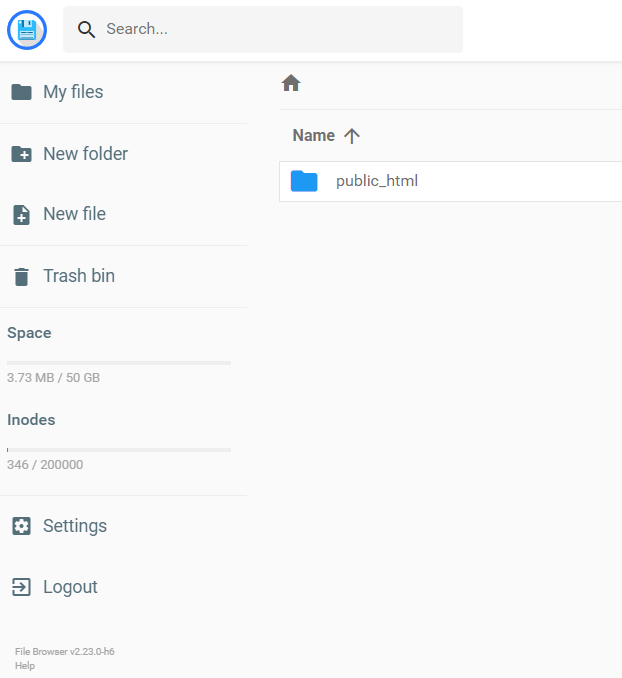 Search...
My files
New folder
New file
Trash bin
Space
3.73 MB / 50 GB
Inodes
346 / 200000
Settings
Logout
File Browser v2.23.0-h6
Help
Name
public_html